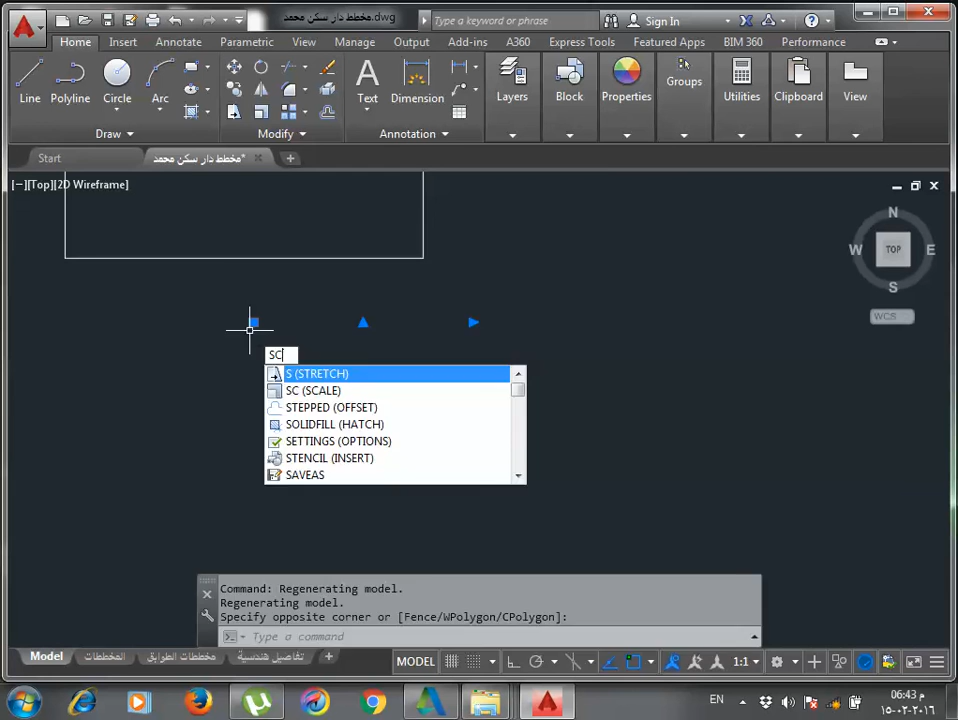 مخطط دار سكن محمد.dwg
Type a keyword or phrase
Sign In
Home Insert Annotate Parametric View Manage Output Add-ins A360 Express Tools Featured Apps BIM 360 Performance
Line Polyline Circle Arc
Text Dimension
Layers Block Properties Groups Utilities Clipboard View
Draw Modify Annotation
Start
مخطط دار سكن محمد*
[−][Top][2D Wireframe]
N
W TOP E
S
WCS
SC
S (STRETCH)
SC (SCALE)
STEPPED (OFFSET)
SOLIDFILL (HATCH)
SETTINGS (OPTIONS)
STENCIL (INSERT)
SAVEAS
Command: Regenerating model.
Regenerating model.
Specify opposite corner or [Fence/WPolygon/CPolygon]:
Type a command
Model المخططات مخططات الطوابق تفاصيل هندسية
MODEL 1:1
EN
06:43 م
١٥-٠٢-٢٠١٦